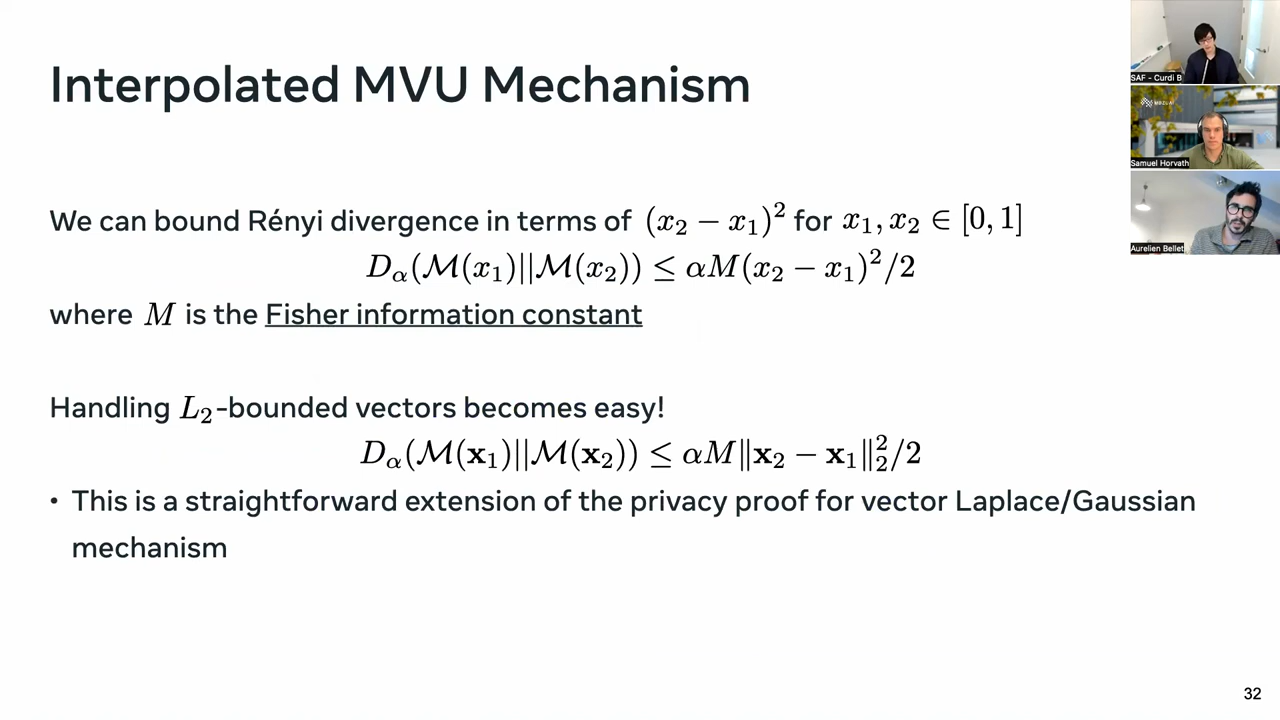 Interpolated MVU Mechanism
We can bound Rényi divergence in terms of (x₂ − x₁)² for x₁, x₂ ∈ [0, 1]
D_α(ℳ(x₁)||ℳ(x₂)) ≤ αM(x₂ − x₁)²/2
where M is the Fisher information constant
Handling L₂-bounded vectors becomes easy!
D_α(ℳ(𝐱₁)||ℳ(𝐱₂)) ≤ αM‖𝐱₂ − 𝐱₁‖₂²/2
• This is a straightforward extension of the privacy proof for vector Laplace/Gaussian
mechanism
32
SAF - Curdi B
Samuel Horvath
Aurelien Bellet